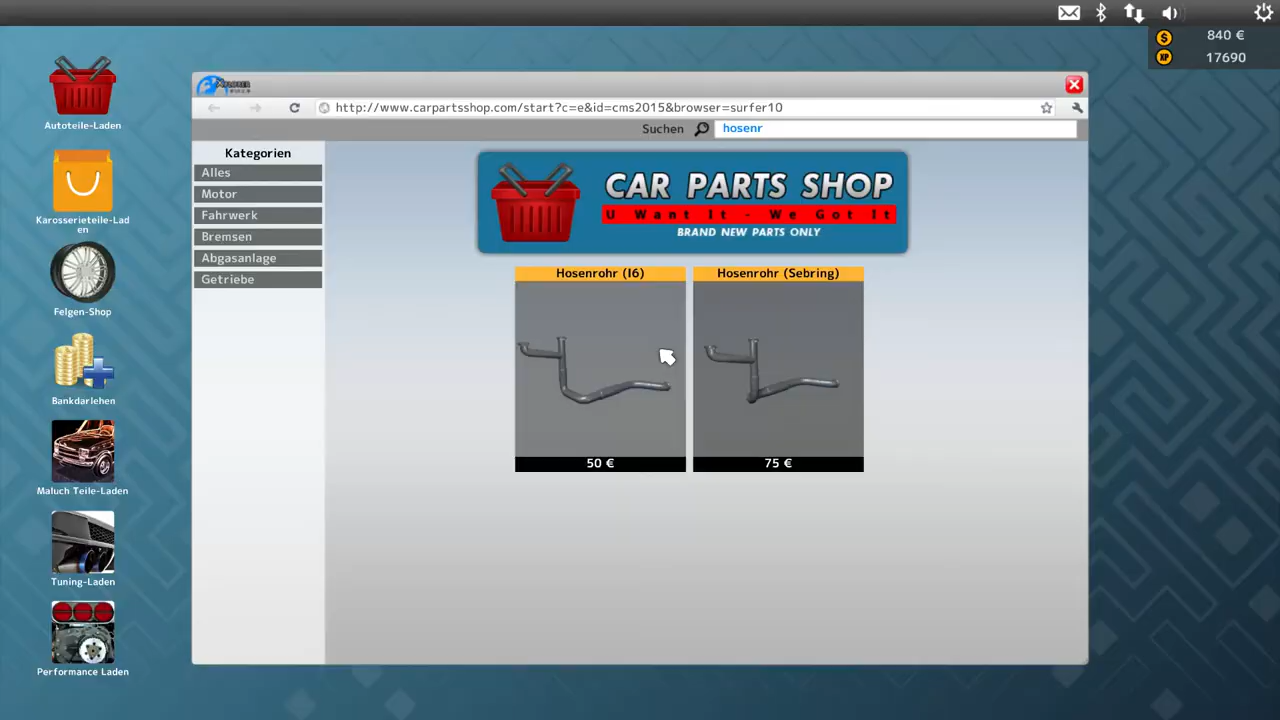 840 €
17690
Autoteile-Laden
Karosserieteile-Lad
en
Felgen-Shop
Bankdarlehen
Maluch Teile-Laden
Tuning-Laden
Performance Laden
http://www.carpartsshop.com/start?c=e&id=cms2015&browser=surfer10
Suchen
hosenr
Kategorien
Alles
Motor
Fahrwerk
Bremsen
Abgasanlage
Getriebe
CAR PARTS SHOP
U Want It - We Got It
BRAND NEW PARTS ONLY
Hosenrohr (I6)
50 €
Hosenrohr (Sebring)
75 €